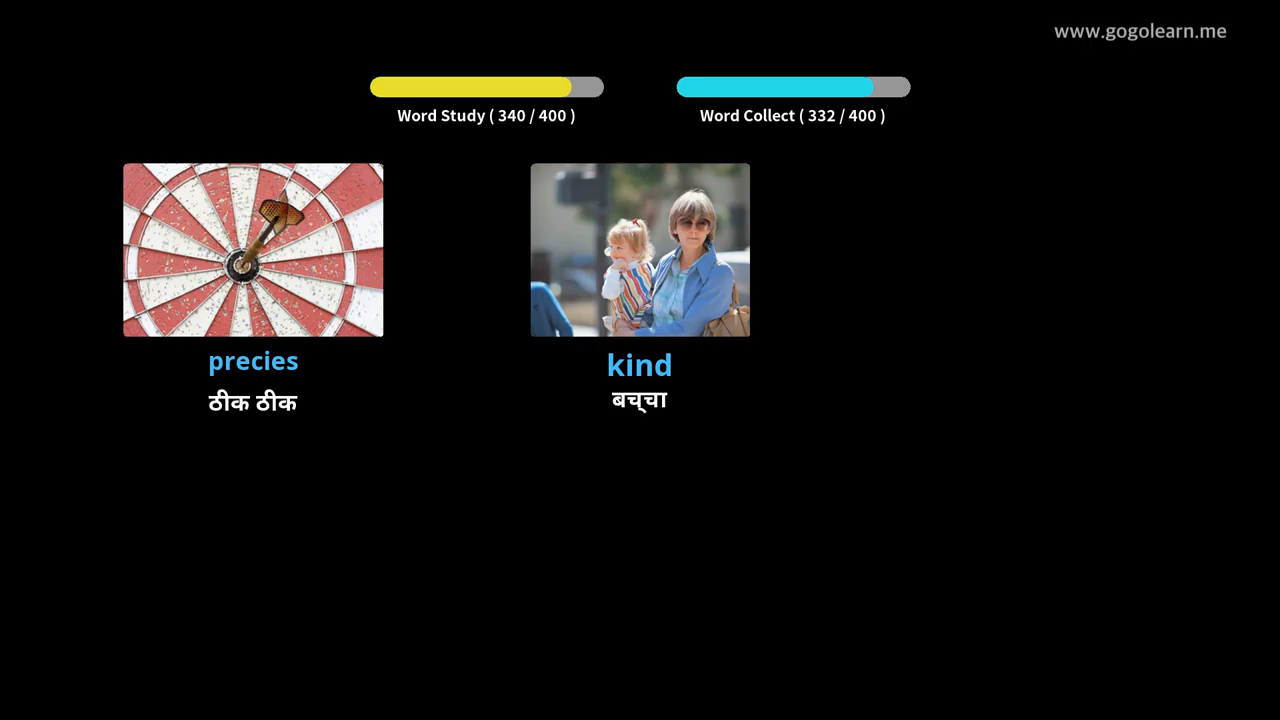 www.gogolearn.me
Word Study ( 340 / 400 )
Word Collect ( 332 / 400 )
precies
ठीक ठीक
kind
बच्चा